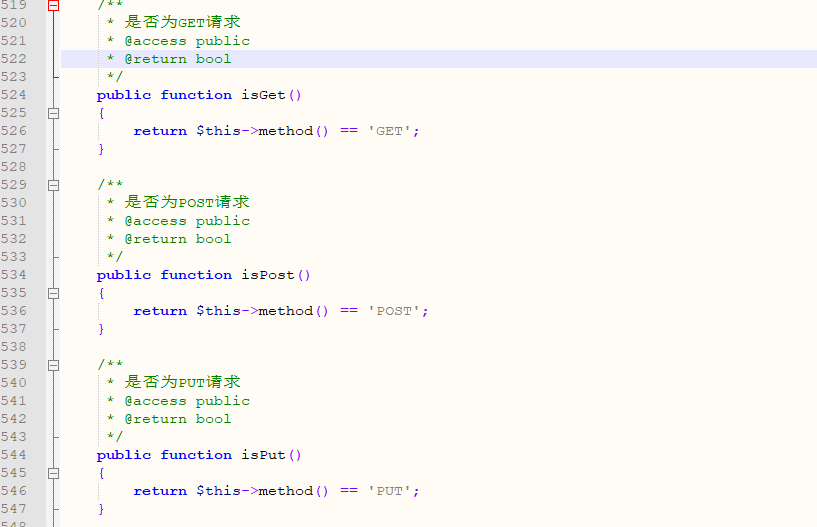 519 /**
520 * 是否为GET请求
521 * @access public
522 * @return bool
523 */
524 public function isGet()
525 {
526 return $this->method() == 'GET';
527 }
528
529 /**
530 * 是否为POST请求
531 * @access public
532 * @return bool
533 */
534 public function isPost()
535 {
536 return $this->method() == 'POST';
537 }
538
539 /**
540 * 是否为PUT请求
541 * @access public
542 * @return bool
543 */
544 public function isPut()
545 {
546 return $this->method() == 'PUT';
547 }
548